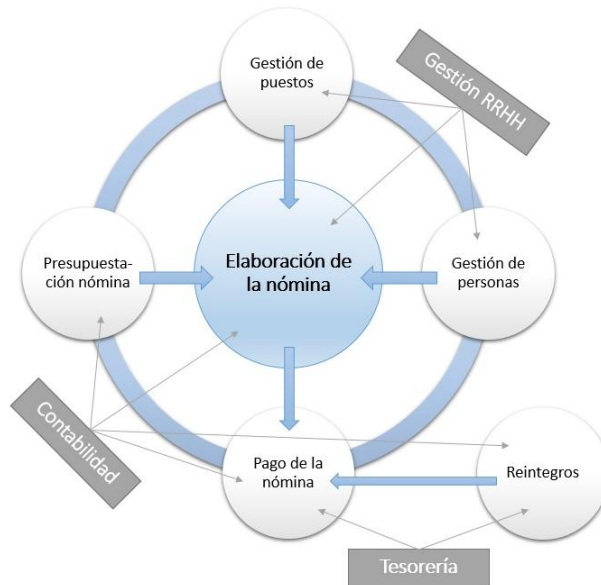 Gestión de
puestos
Gestión RRHH
Elaboración de
la nómina
Presupuesta-
ción nómina
Gestión de
personas
Contabilidad
Pago de la
nómina
Reintegros
Tesorería